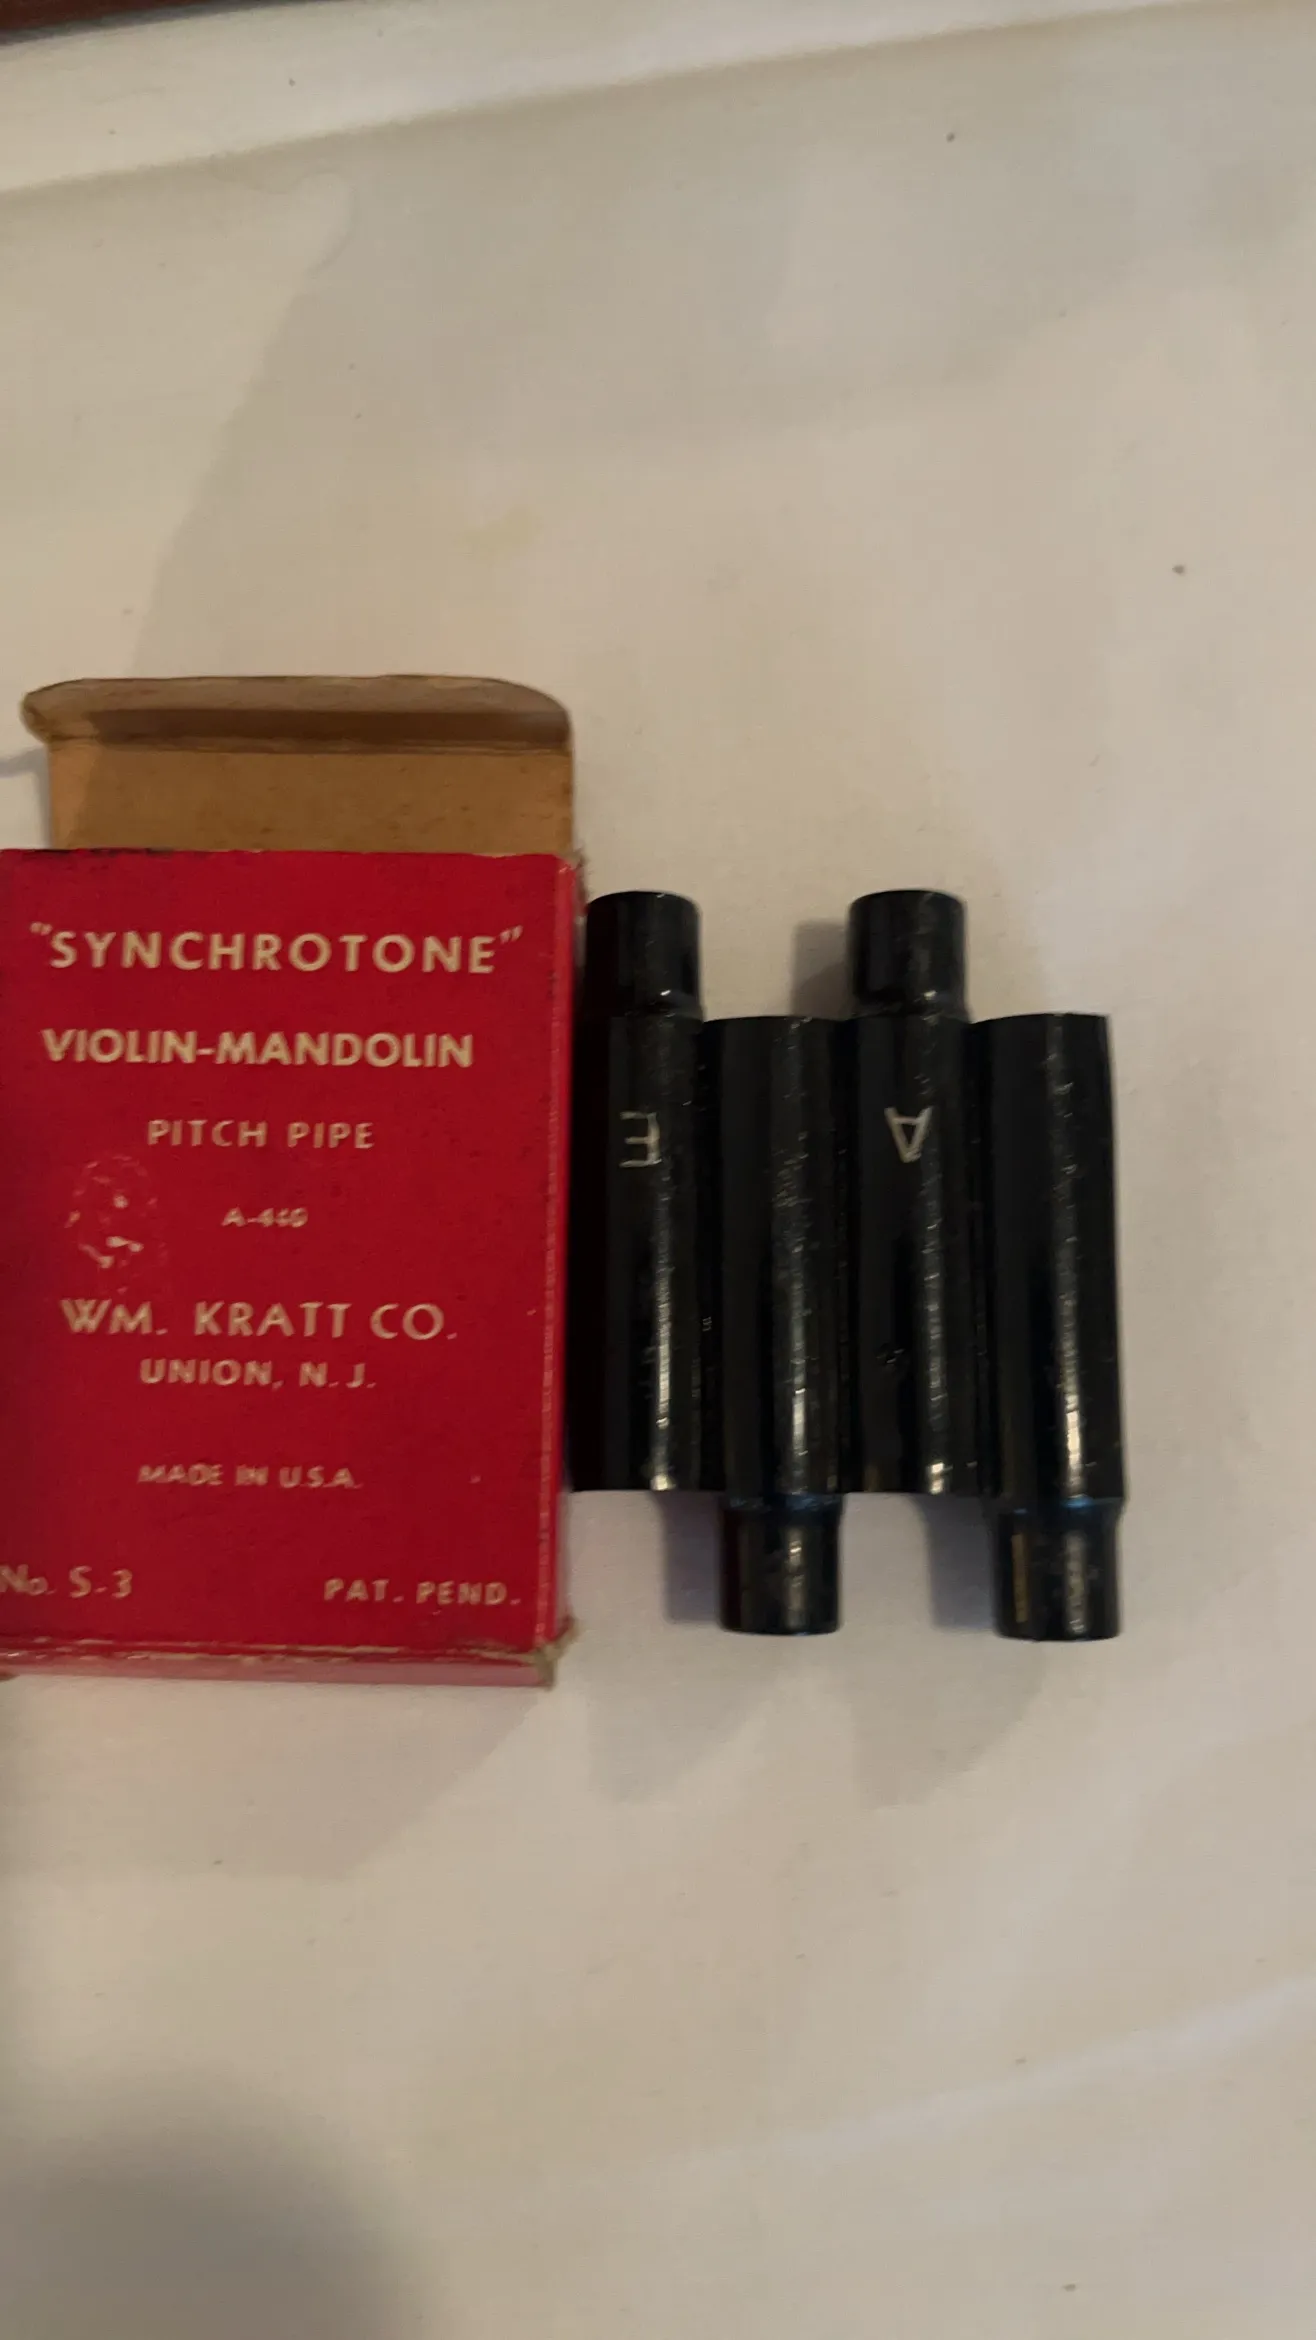 "SYNCHROTONE"
VIOLIN-MANDOLIN
PITCH PIPE
A-440
WM. KRATT CO.
UNION, N. J.
MADE IN U.S.A.
No. S-3 PAT. PEND.
E
A